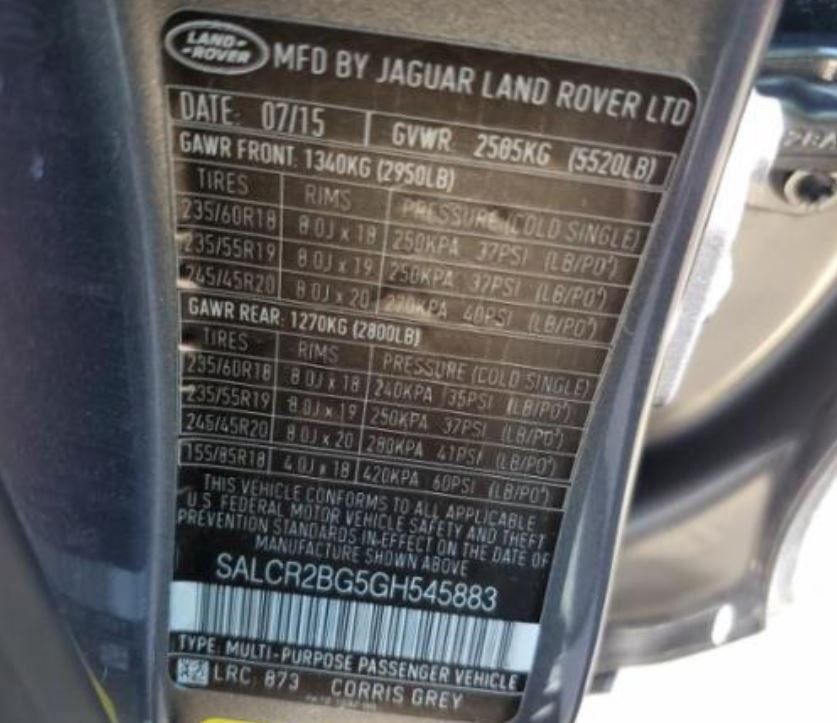 LAND-
-ROVER
MFD BY JAGUAR LAND ROVER LTD
DATE: 07/15 GVWR 2505KG (5520LB)
GAWR FRONT: 1340KG (2950LB)
TIRES RIMS PRESSURE (COLD SINGLE)
235/60R18 8.0J x 18 250KPA 37PSI (LB/PO²)
235/55R19 8.0J x 19 250KPA 37PSI (LB/PO²)
245/45R20 8.0J x 20 270KPA 40PSI (LB/PO²)
GAWR REAR: 1270KG (2800LB)
TIRES RIMS PRESSURE (COLD SINGLE)
235/60R18 8.0J x 18 240KPA 35PSI (LB/PO²)
235/55R19 8.0J x 19 250KPA 37PSI (LB/PO²)
245/45R20 8.0J x 20 280KPA 41PSI (LB/PO²)
155/85R18 4.0J x 18 420KPA 60PSI (LB/PO²)
THIS VEHICLE CONFORMS TO ALL APPLICABLE
U.S. FEDERAL MOTOR VEHICLE SAFETY AND THEFT
PREVENTION STANDARDS IN EFFECT ON THE DATE OF
MANUFACTURE SHOWN ABOVE
SALCR2BG5GH545883
TYPE: MULTI-PURPOSE PASSENGER VEHICLE
LRC: 873 CORRIS GREY